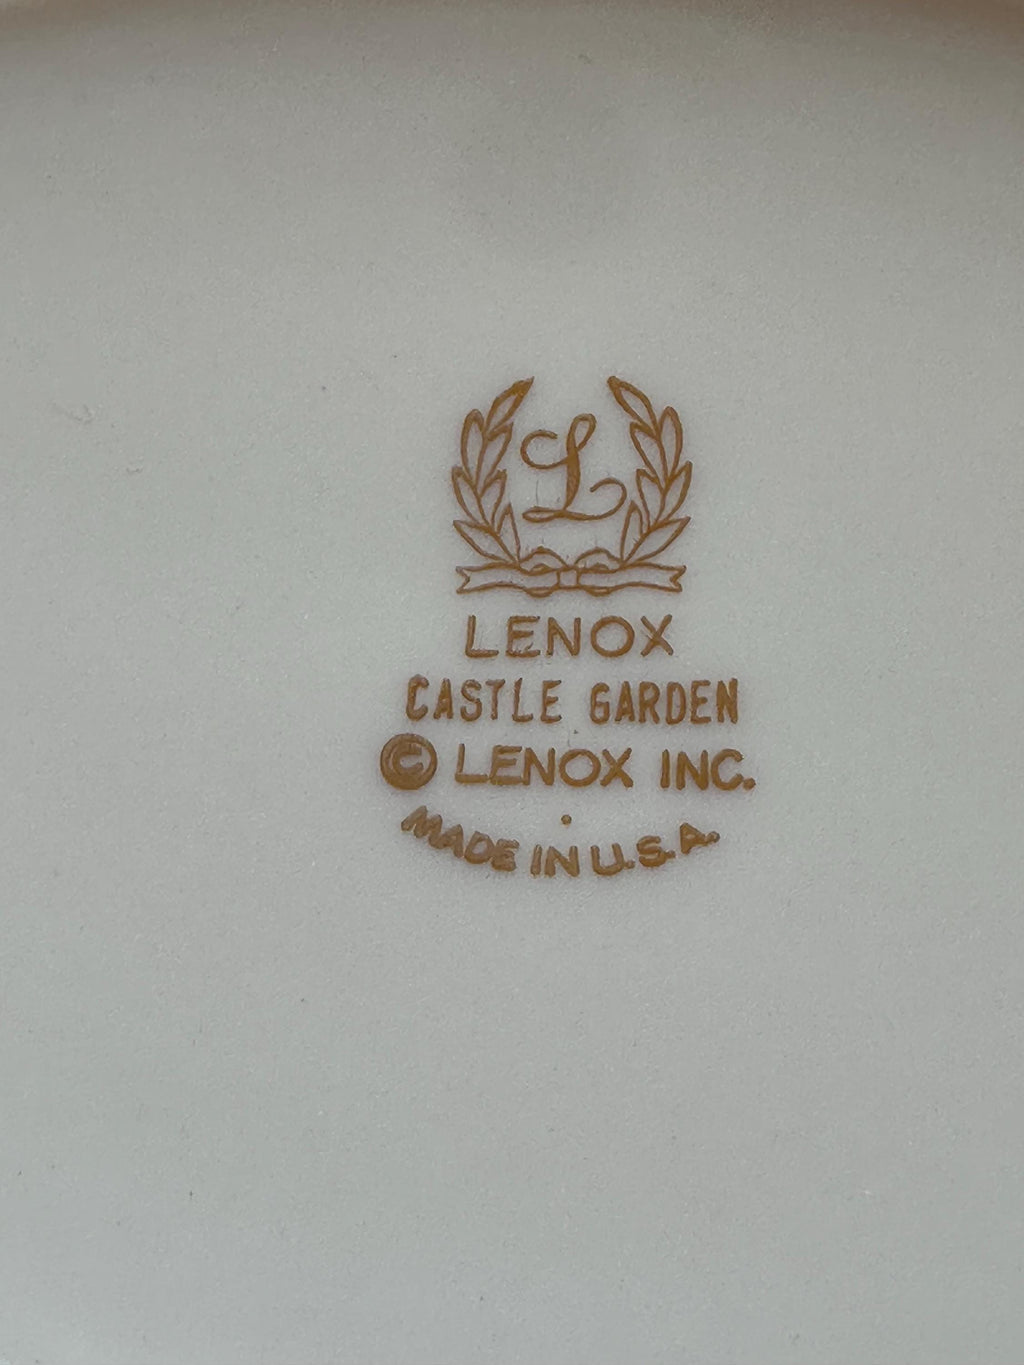 L
LENOX
CASTLE GARDEN
© LENOX INC.
MADE IN U.S.A.